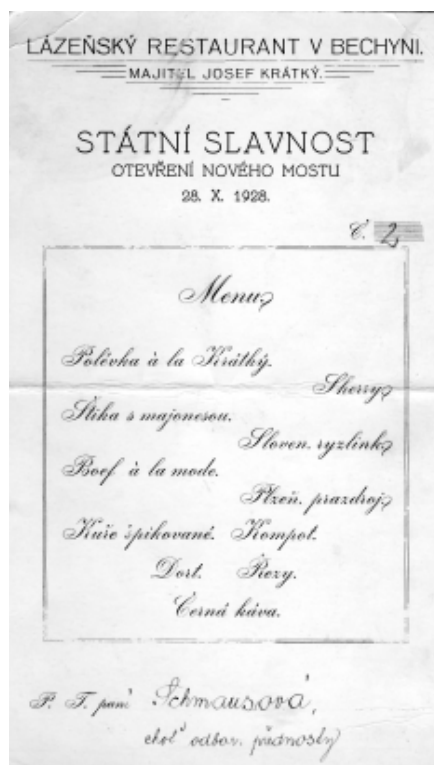 LÁZEŇSKÝ RESTAURANT V BECHYNI.
MAJITEL JOSEF KRÁTKÝ.
STÁTNÍ SLAVNOST
OTEVŘENÍ NOVÉHO MOSTU
28. X. 1928.
Č. 2
Menu
Polévka à la Krátký.
Sherry
Štika s majonesou.
Sloven. ryzlink
Boef à la mode.
Plzeň. prazdroj
Kuře špikované. Kompot.
Dort. Řezy.
Černá káva.
P. T. paní Schmausová,
choť odbor. přednosty